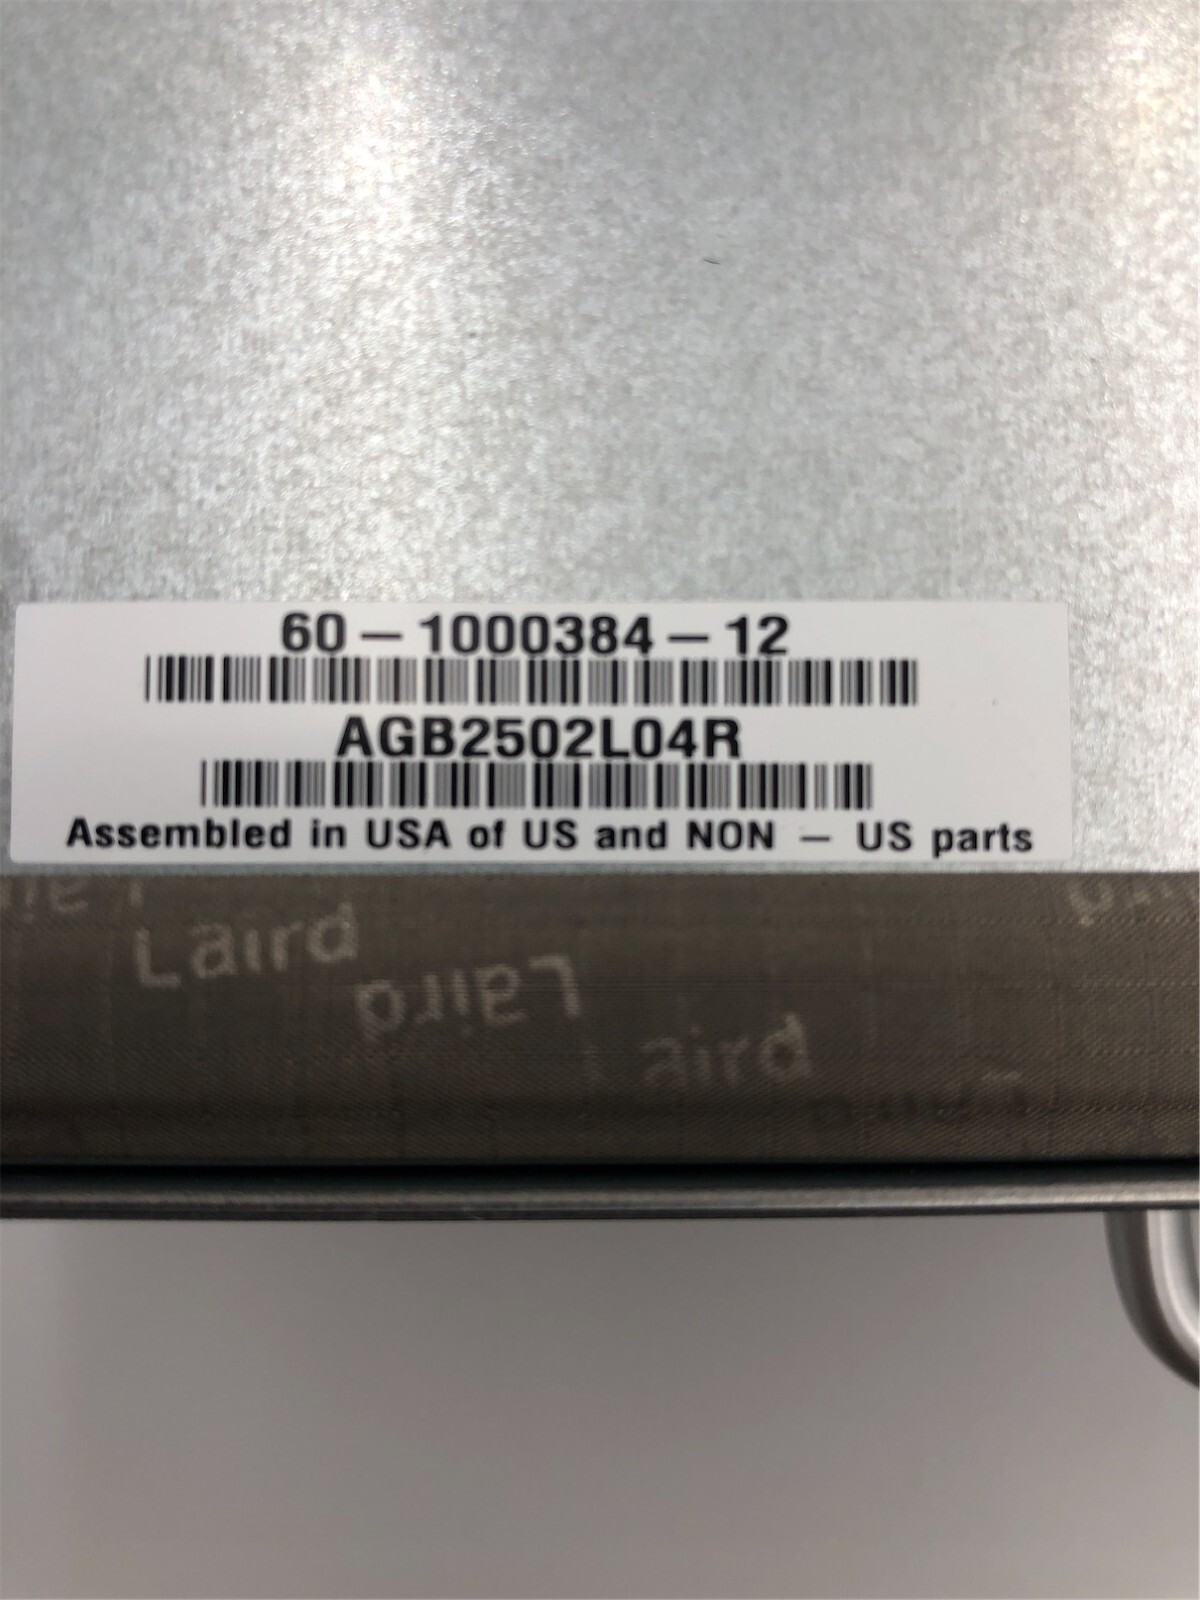 60-1000384-12
AGB2502L04R
Assembled in USA of US and NON - US parts
Laird
Laird
Laird